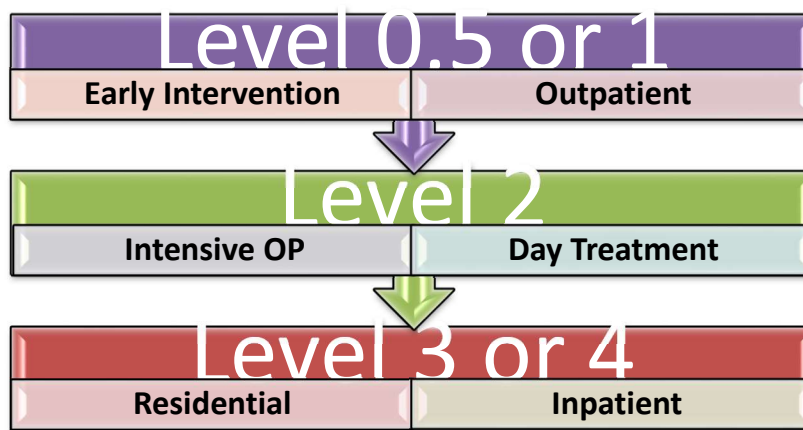 Level 0.5 or 1
Early Intervention Outpatient
Level 2
Intensive OP Day Treatment
Level 3 or 4
Residential Inpatient